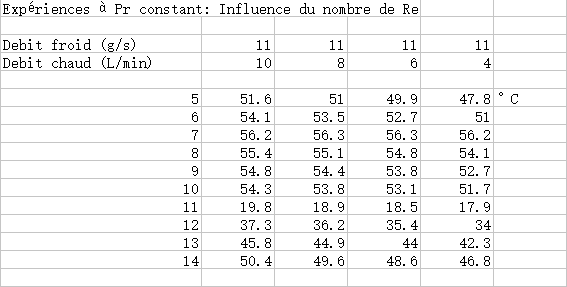 Expériences à Pr constant: Influence du nombre de Re
Debit froid (g/s) 11 11 11 11
Debit chaud (L/min) 10 8 6 4
5 51.6 51 49.9 47.8 °C
6 54.1 53.5 52.7 51
7 56.2 56.3 56.3 56.2
8 55.4 55.1 54.8 54.1
9 54.8 54.4 53.8 52.7
10 54.3 53.8 53.1 51.7
11 19.8 18.9 18.5 17.9
12 37.3 36.2 35.4 34
13 45.8 44.9 44 42.3
14 50.4 49.6 48.6 46.8